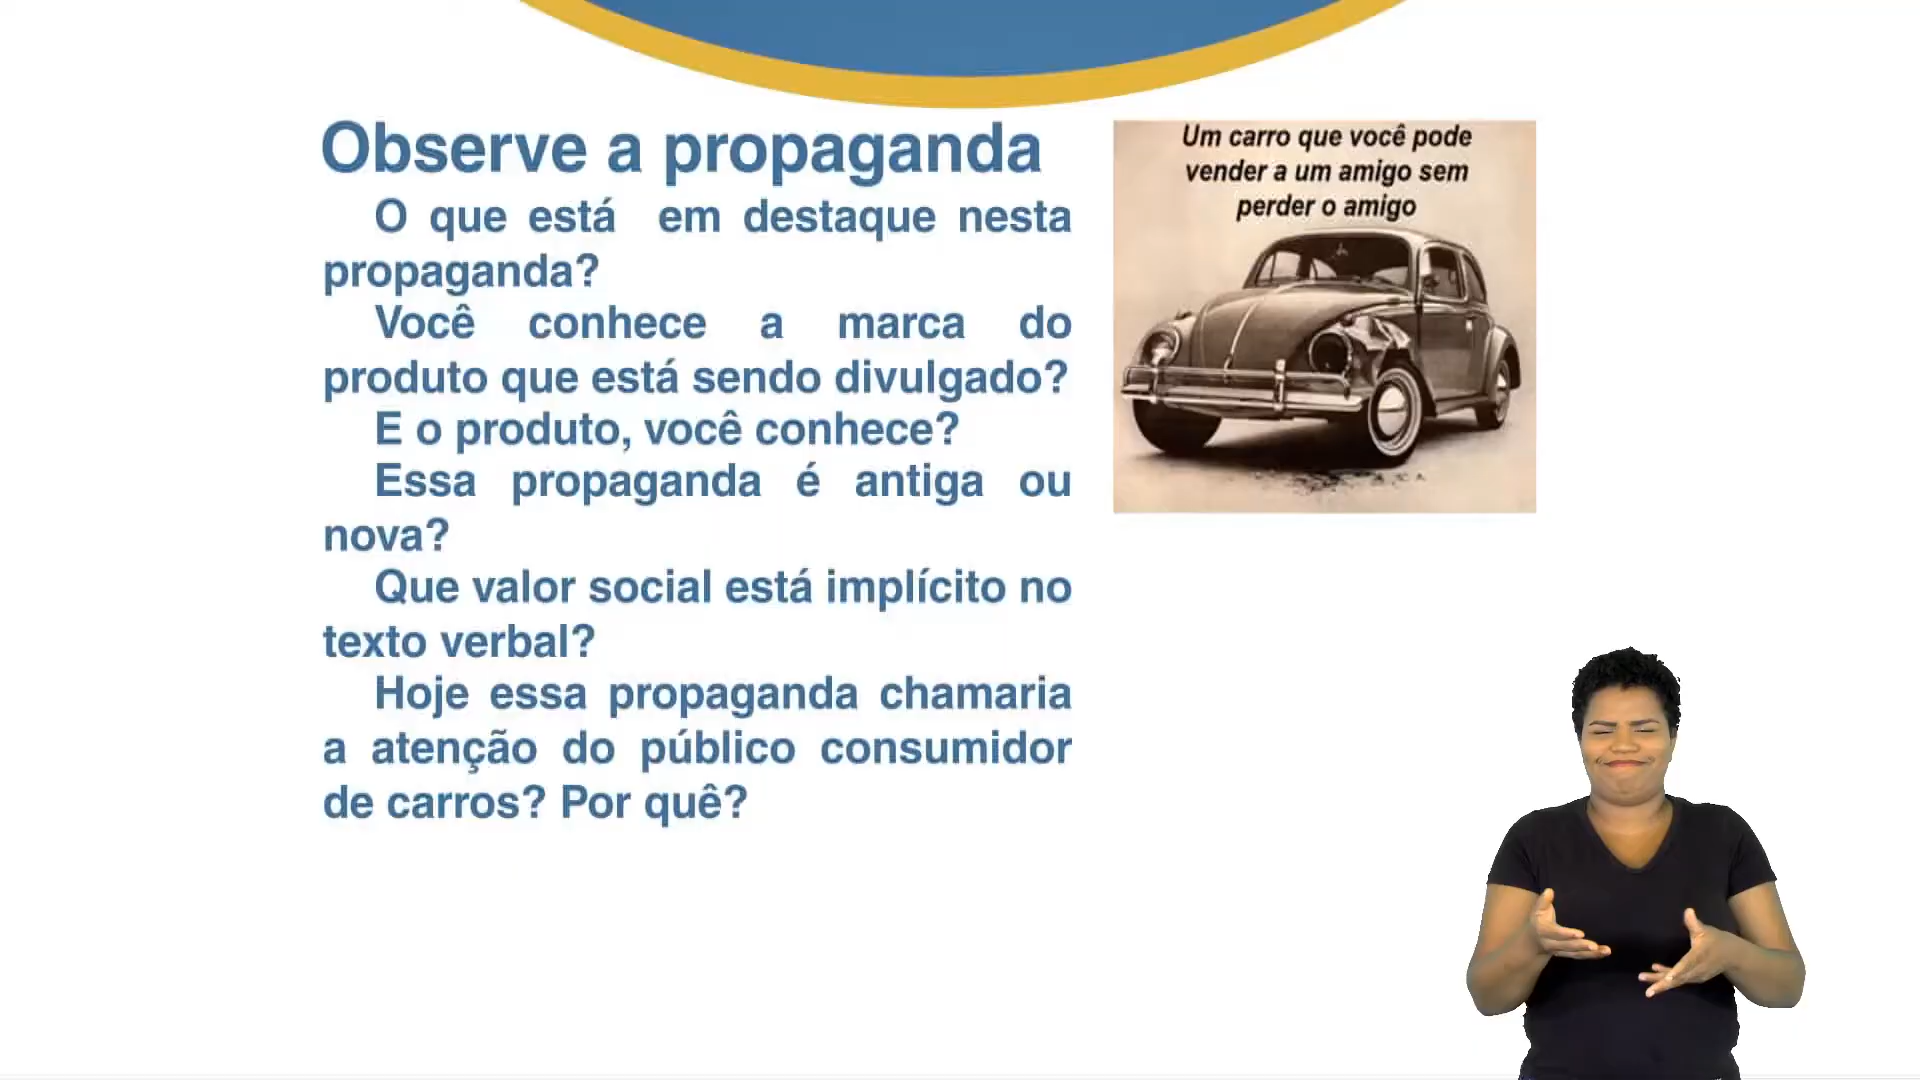 Observe a propaganda
O que está em destaque nesta
propaganda?
Você conhece a marca do
produto que está sendo divulgado?
E o produto, você conhece?
Essa propaganda é antiga ou
nova?
Que valor social está implícito no
texto verbal?
Hoje essa propaganda chamaria
a atenção do público consumidor
de carros? Por quê?
Um carro que você pode
vender a um amigo sem
perder o amigo